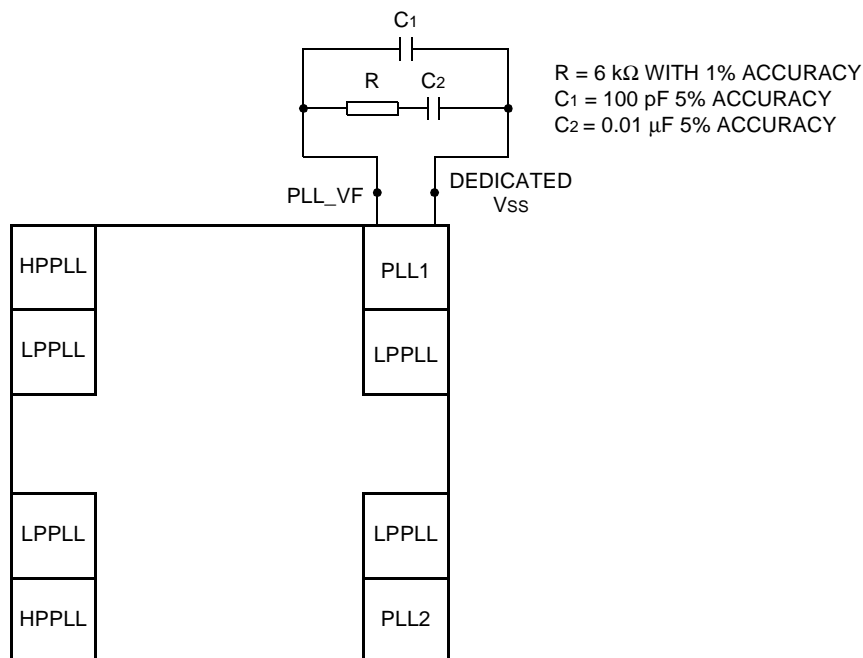 C1
R
C2
R = 6 kΩ WITH 1% ACCURACY
C1 = 100 pF 5% ACCURACY
C2 = 0.01 μF 5% ACCURACY
PLL_VF
DEDICATED
VSS
HPPLL
PLL1
LPPLL
LPPLL
LPPLL
LPPLL
HPPLL
PLL2